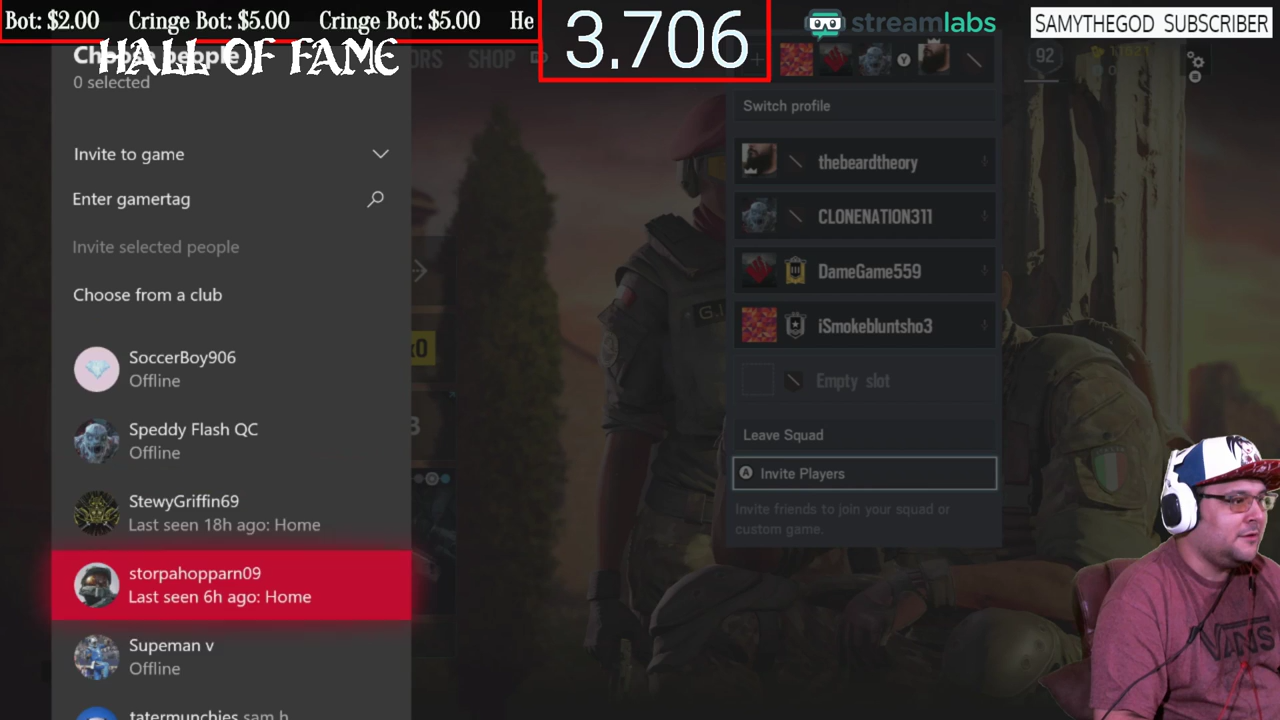 Bot: $2.00 Cringe Bot: $5.00 Cringe Bot: $5.00 He
HALL OF FAME
3.706
streamlabs
SAMYTHEGOD SUBSCRIBER
Choose people
0 selected
Invite to game
Enter gamertag
Invite selected people
Choose from a club
SoccerBoy906
Offline
Speddy Flash QC
Offline
StewyGriffin69
Last seen 18h ago: Home
storpahopparn09
Last seen 6h ago: Home
Supeman v
Offline
tatermunchies sam h
SHOP
Y
92
Switch profile
thebeardtheory
CLONENATION311
DameGame559
iSmokebluntsho3
Empty slot
Leave Squad
A Invite Players
Invite friends to join your squad or
custom game.
VANS